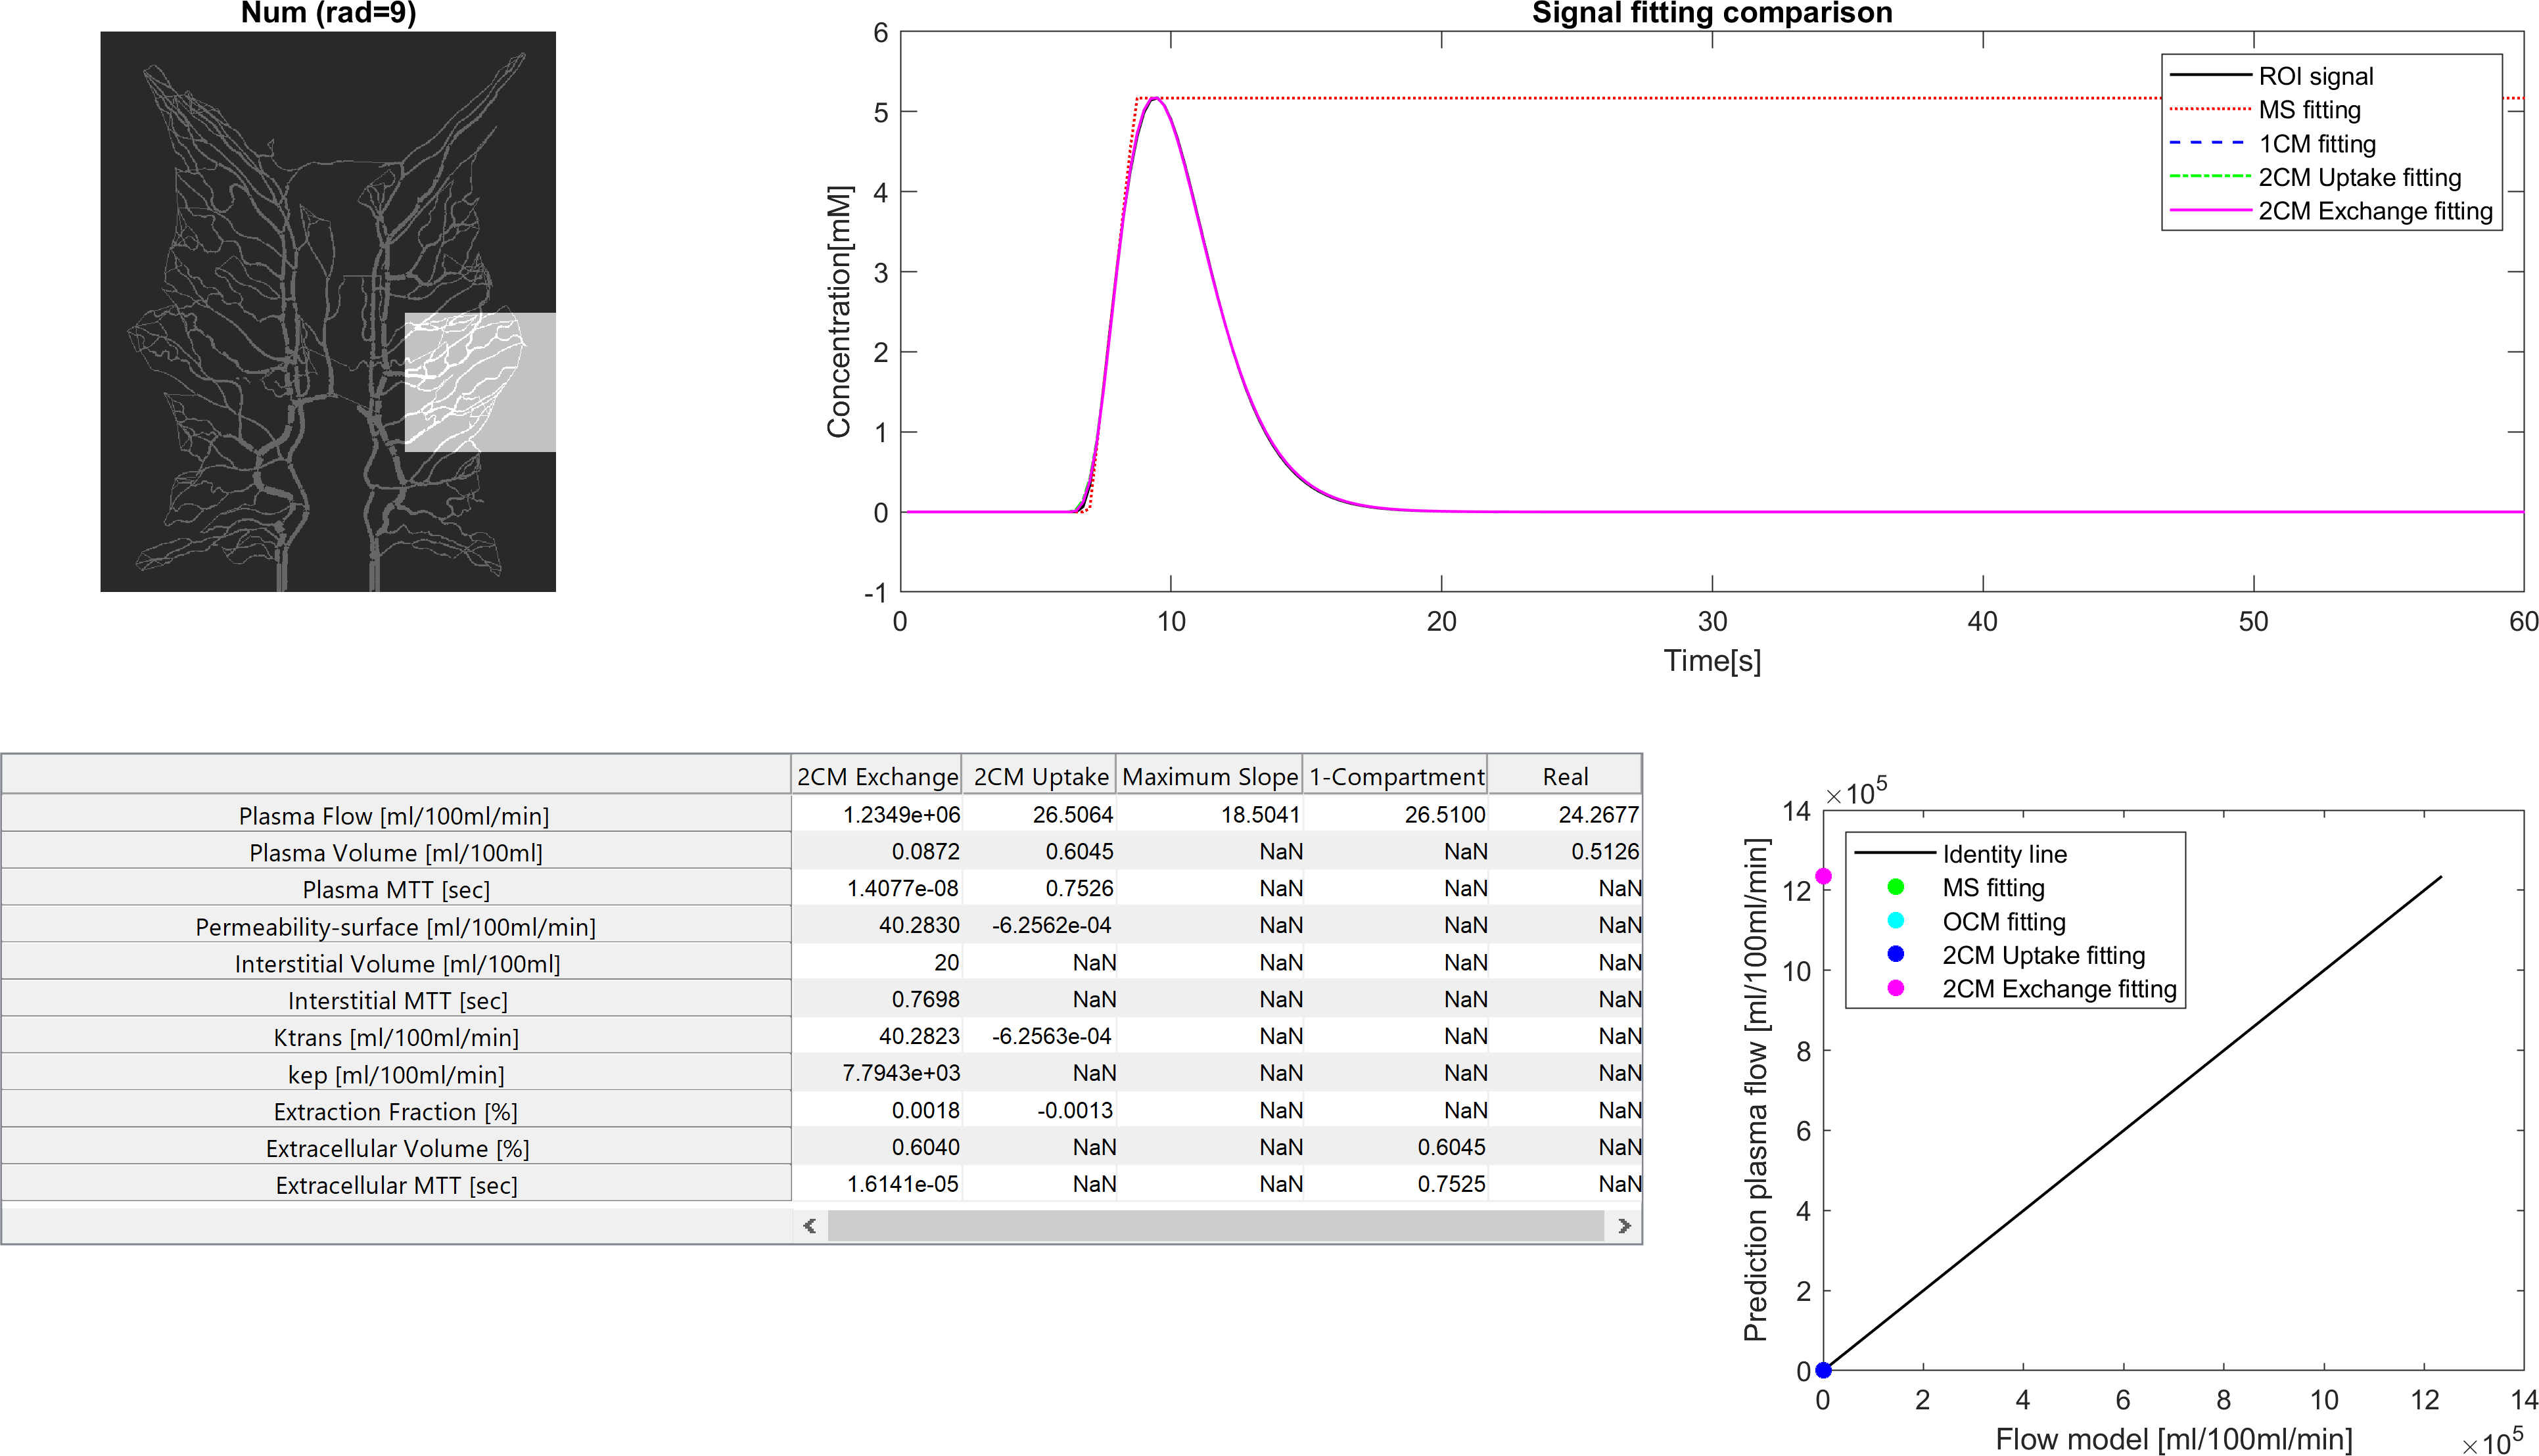 Num (rad=9)
Signal fitting comparison
6
5
4
3
2
1
0
-1
Concentration[mM]
0 10 20 30 40 50 60
Time[s]
ROI signal
MS fitting
1CM fitting
2CM Uptake fitting
2CM Exchange fitting
2CM Exchange 2CM Uptake Maximum Slope 1-Compartment Real
Plasma Flow [ml/100ml/min] 1.2349e+06 26.5064 18.5041 26.5100 24.2677
Plasma Volume [ml/100ml] 0.0872 0.6045 NaN NaN 0.5126
Plasma MTT [sec] 1.4077e-08 0.7526 NaN NaN NaN
Permeability-surface [ml/100ml/min] 40.2830 -6.2562e-04 NaN NaN NaN
Interstitial Volume [ml/100ml] 20 NaN NaN NaN NaN
Interstitial MTT [sec] 0.7698 NaN NaN NaN NaN
Ktrans [ml/100ml/min] 40.2823 -6.2563e-04 NaN NaN NaN
kep [ml/100ml/min] 7.7943e+03 NaN NaN NaN NaN
Extraction Fraction [%] 0.0018 -0.0013 NaN NaN NaN
Extracellular Volume [%] 0.6040 NaN NaN 0.6045 NaN
Extracellular MTT [sec] 1.6141e-05 NaN NaN 0.7525 NaN
×10⁵
14
12
10
8
6
4
2
0
Prediction plasma flow [ml/100ml/min]
Identity line
MS fitting
OCM fitting
2CM Uptake fitting
2CM Exchange fitting
0 2 4 6 8 10 12 14
Flow model [ml/100ml/min]
×10⁵